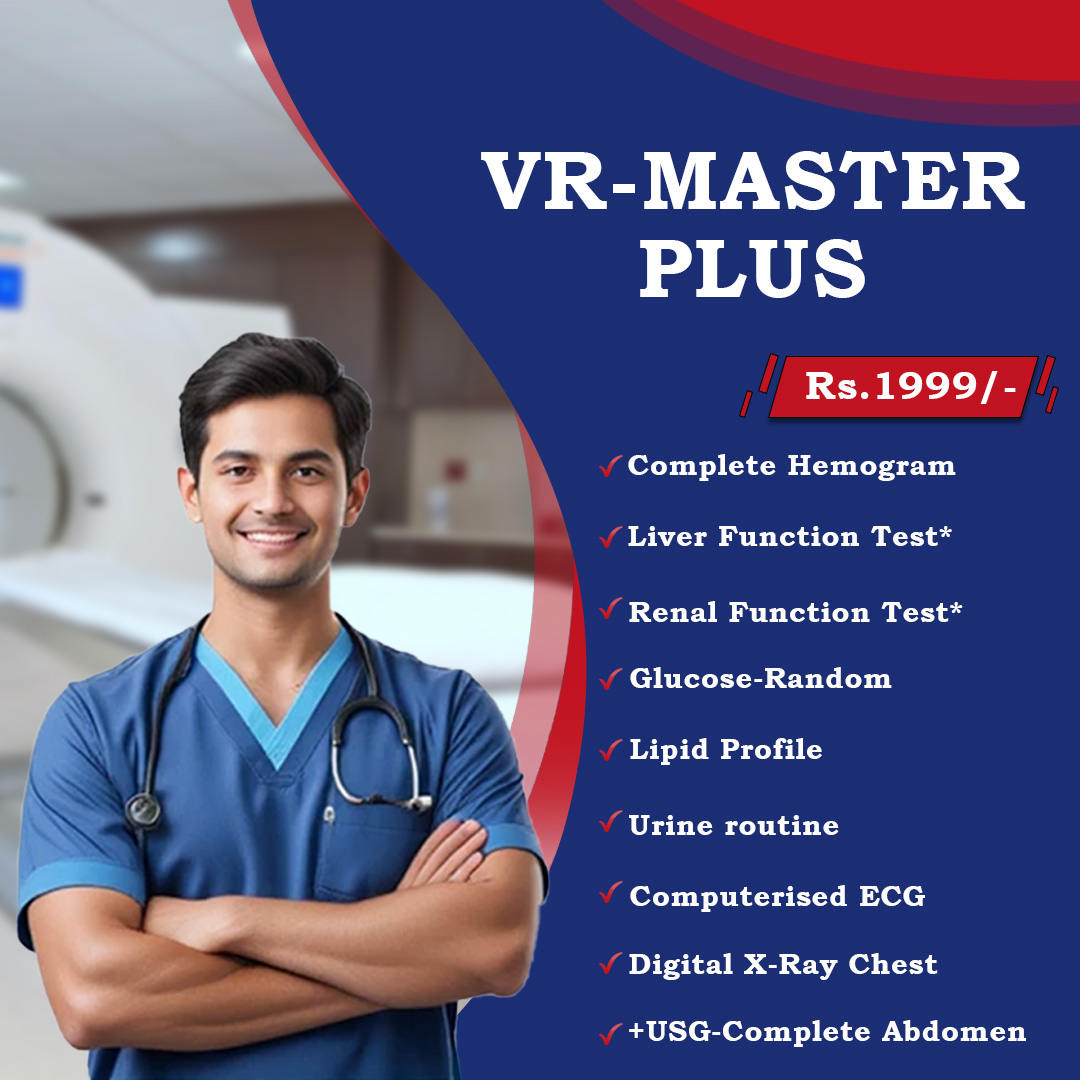 VR-MASTER
PLUS
Rs.1999/-
Complete Hemogram
Liver Function Test*
Renal Function Test*
Glucose-Random
Lipid Profile
Urine routine
Computerised ECG
Digital X-Ray Chest
+USG-Complete Abdomen